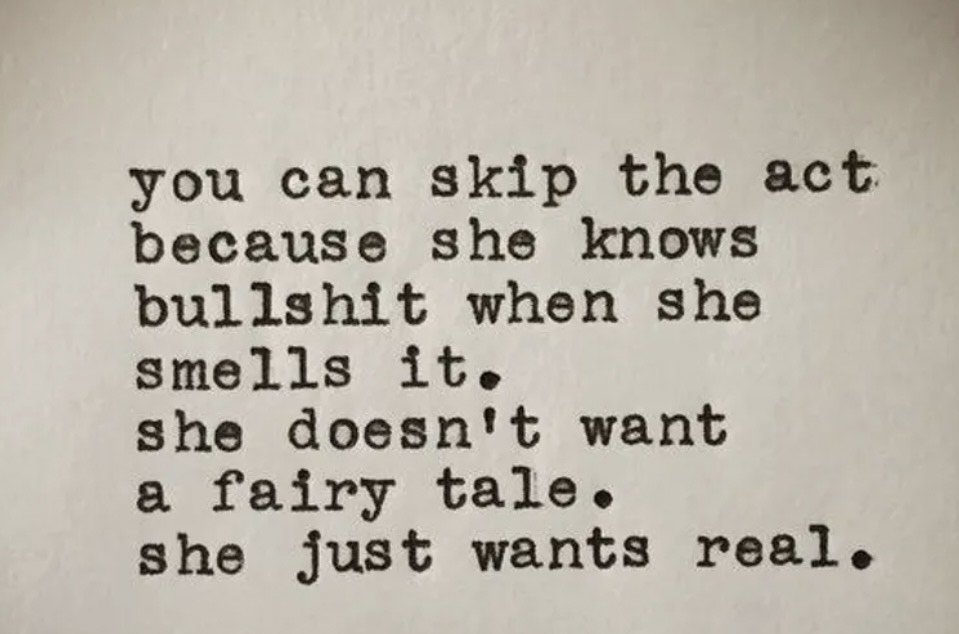 you can skip the act
because she knows
bullshit when she
smells it.
she doesn't want
a fairy tale.
she just wants real.